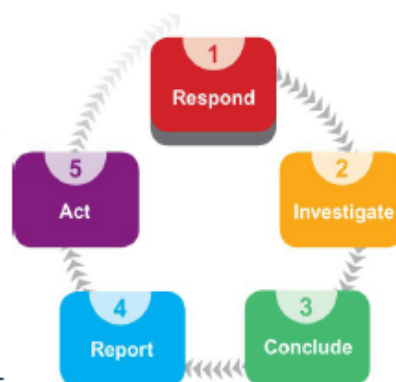 1
Respond
2
Investigate
3
Conclude
4
Report
5
Act